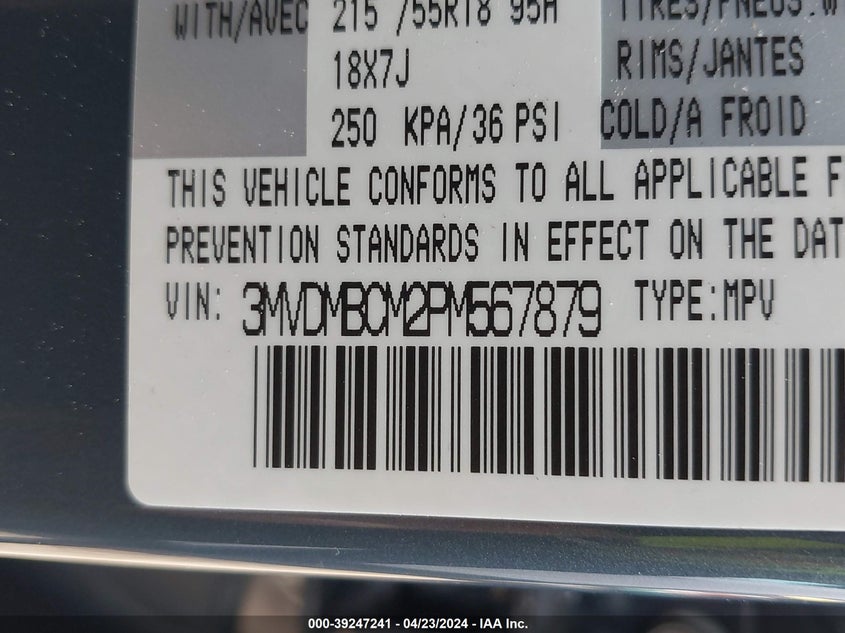 WITH/AVEC 215 /55R18 95H TIRES/PNEUS:W
18X7J RIMS/JANTES
250 KPA/36 PSI COLD/A FROID
THIS VEHICLE CONFORMS TO ALL APPLICABLE F
PREVENTION STANDARDS IN EFFECT ON THE DAT
VIN: 3MVDMBCM2PM567879 TYPE:MPV
000-39247241 / 04/23/2024 - IAA Inc.